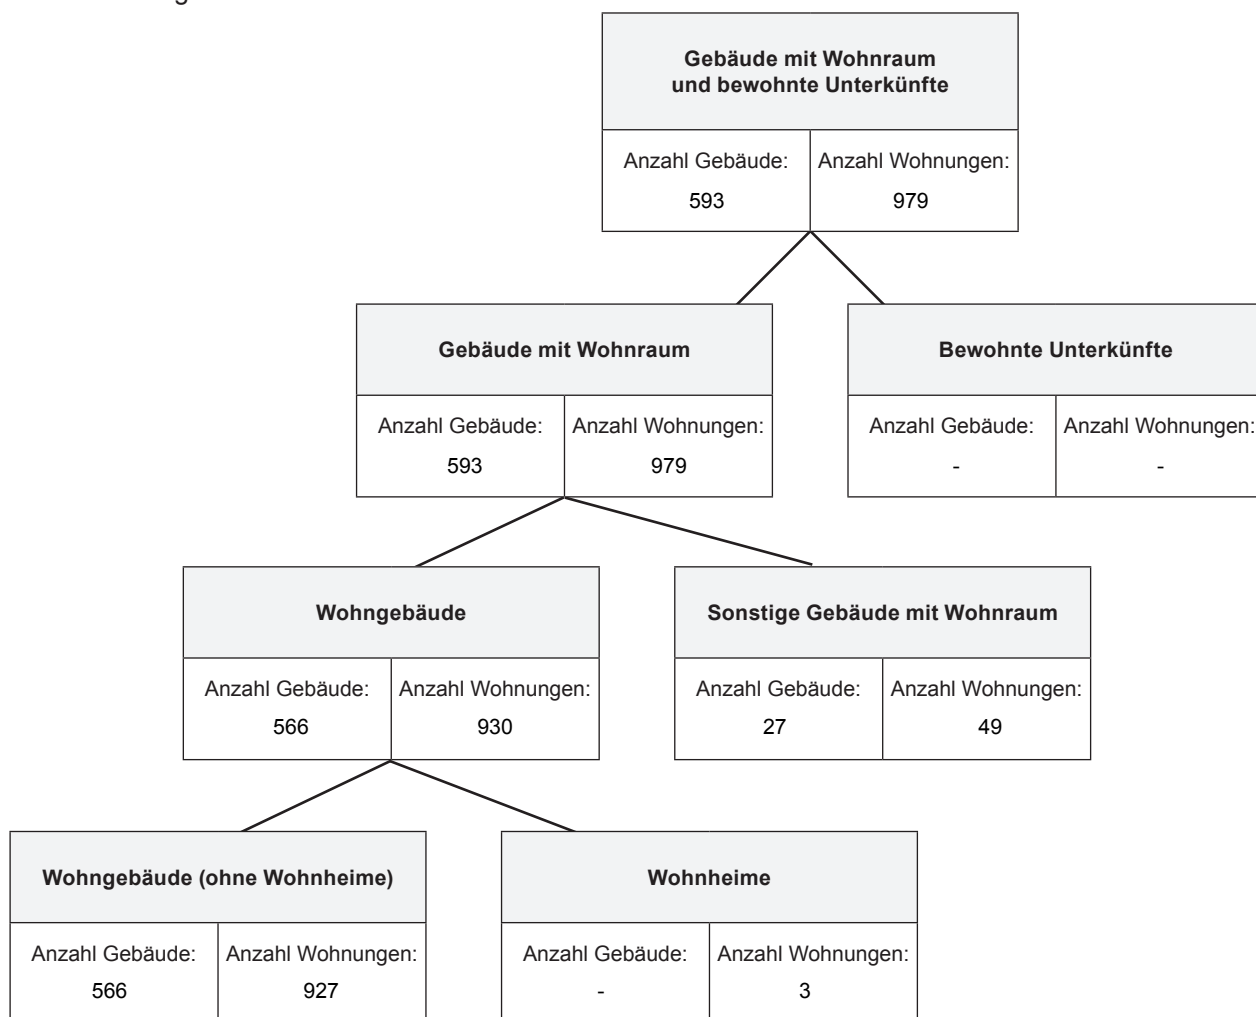 Gebäude mit Wohnraum
und bewohnte Unterkünfte
Anzahl Gebäude: Anzahl Wohnungen:
593 979
Gebäude mit Wohnraum
Anzahl Gebäude: Anzahl Wohnungen:
593 979
Bewohnte Unterkünfte
Anzahl Gebäude: Anzahl Wohnungen:
- -
Wohngebäude
Anzahl Gebäude: Anzahl Wohnungen:
566 930
Sonstige Gebäude mit Wohnraum
Anzahl Gebäude: Anzahl Wohnungen:
27 49
Wohngebäude (ohne Wohnheime)
Anzahl Gebäude: Anzahl Wohnungen:
566 927
Wohnheime
Anzahl Gebäude: Anzahl Wohnungen:
- 3